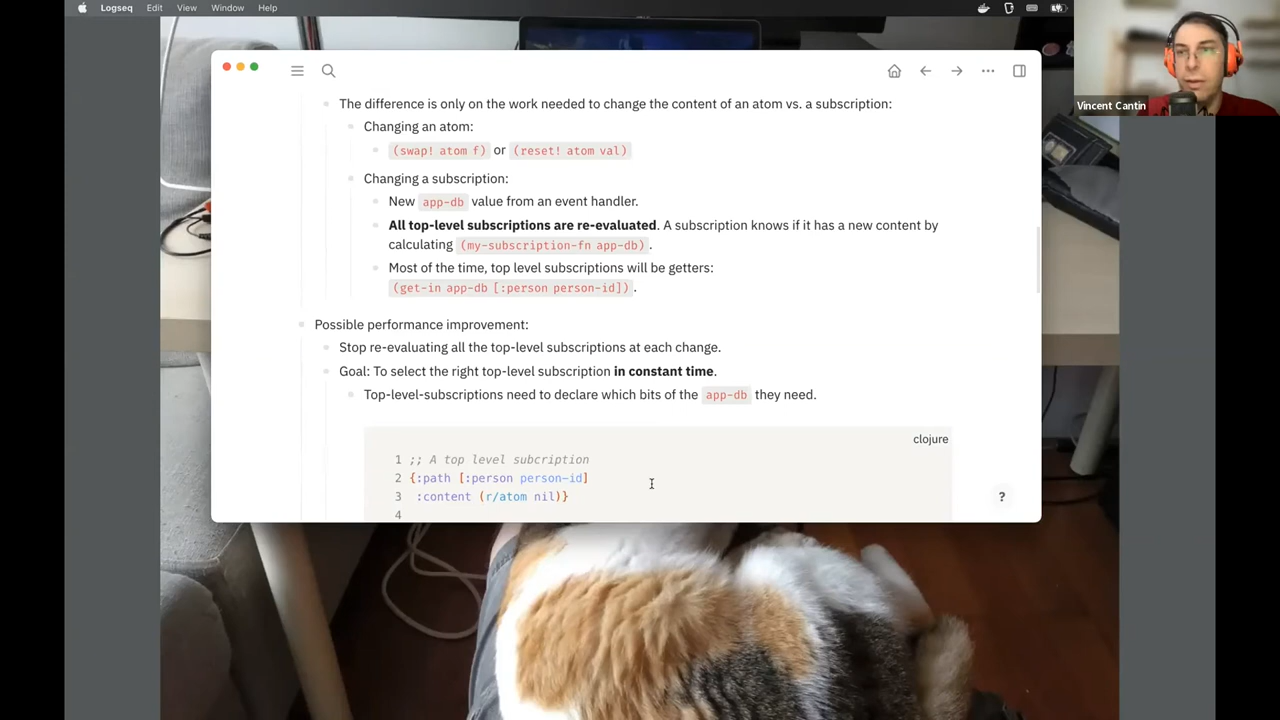 Logseq Edit View Window Help
Vincent Cantin
The difference is only on the work needed to change the content of an atom vs. a subscription:
Changing an atom:
(swap! atom f) or (reset! atom val)
Changing a subscription:
New app-db value from an event handler.
All top-level subscriptions are re-evaluated. A subscription knows if it has a new content by
calculating (my-subscription-fn app-db).
Most of the time, top level subscriptions will be getters:
(get-in app-db [:person person-id]).
Possible performance improvement:
Stop re-evaluating all the top-level subscriptions at each change.
Goal: To select the right top-level subscription in constant time.
Top-level-subscriptions need to declare which bits of the app-db they need.
clojure
1 ;; A top level subcription
2 {:path [:person person-id]
3 :content (r/atom nil)}
4
?